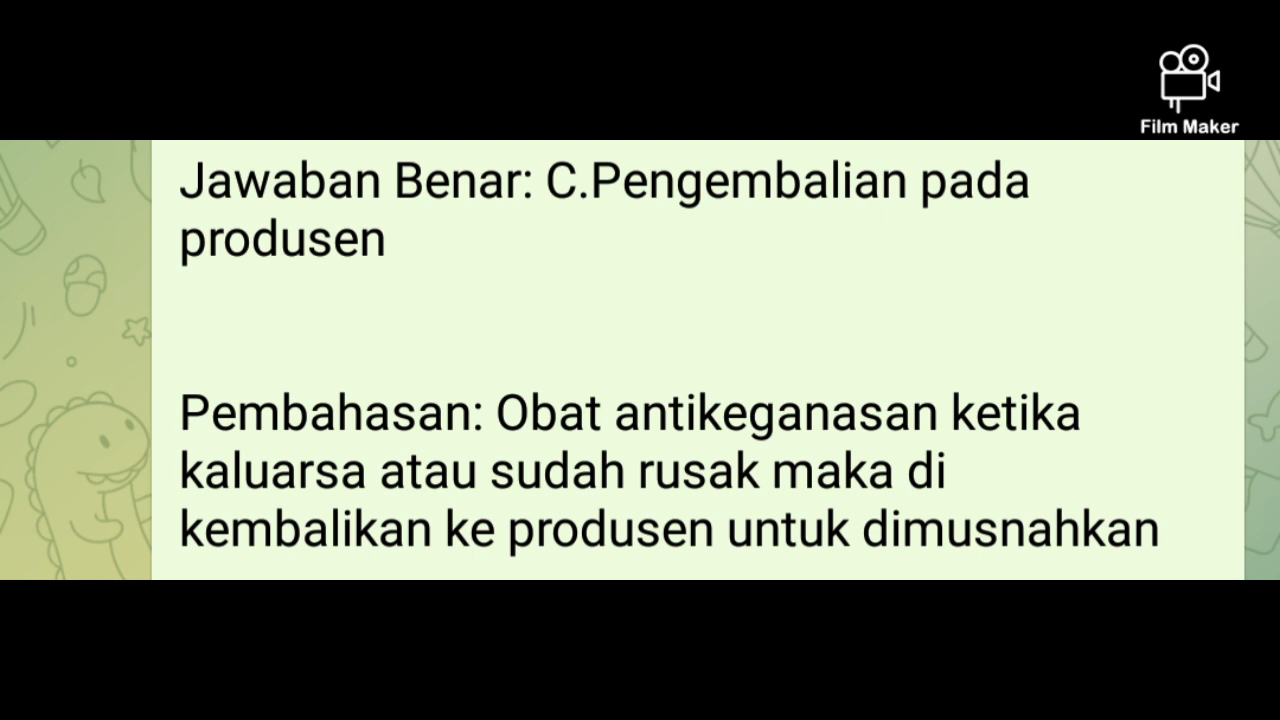 Film Maker
Jawaban Benar: C.Pengembalian pada
produsen
Pembahasan: Obat antikeganasan ketika
kaluarsa atau sudah rusak maka di
kembalikan ke produsen untuk dimusnahkan